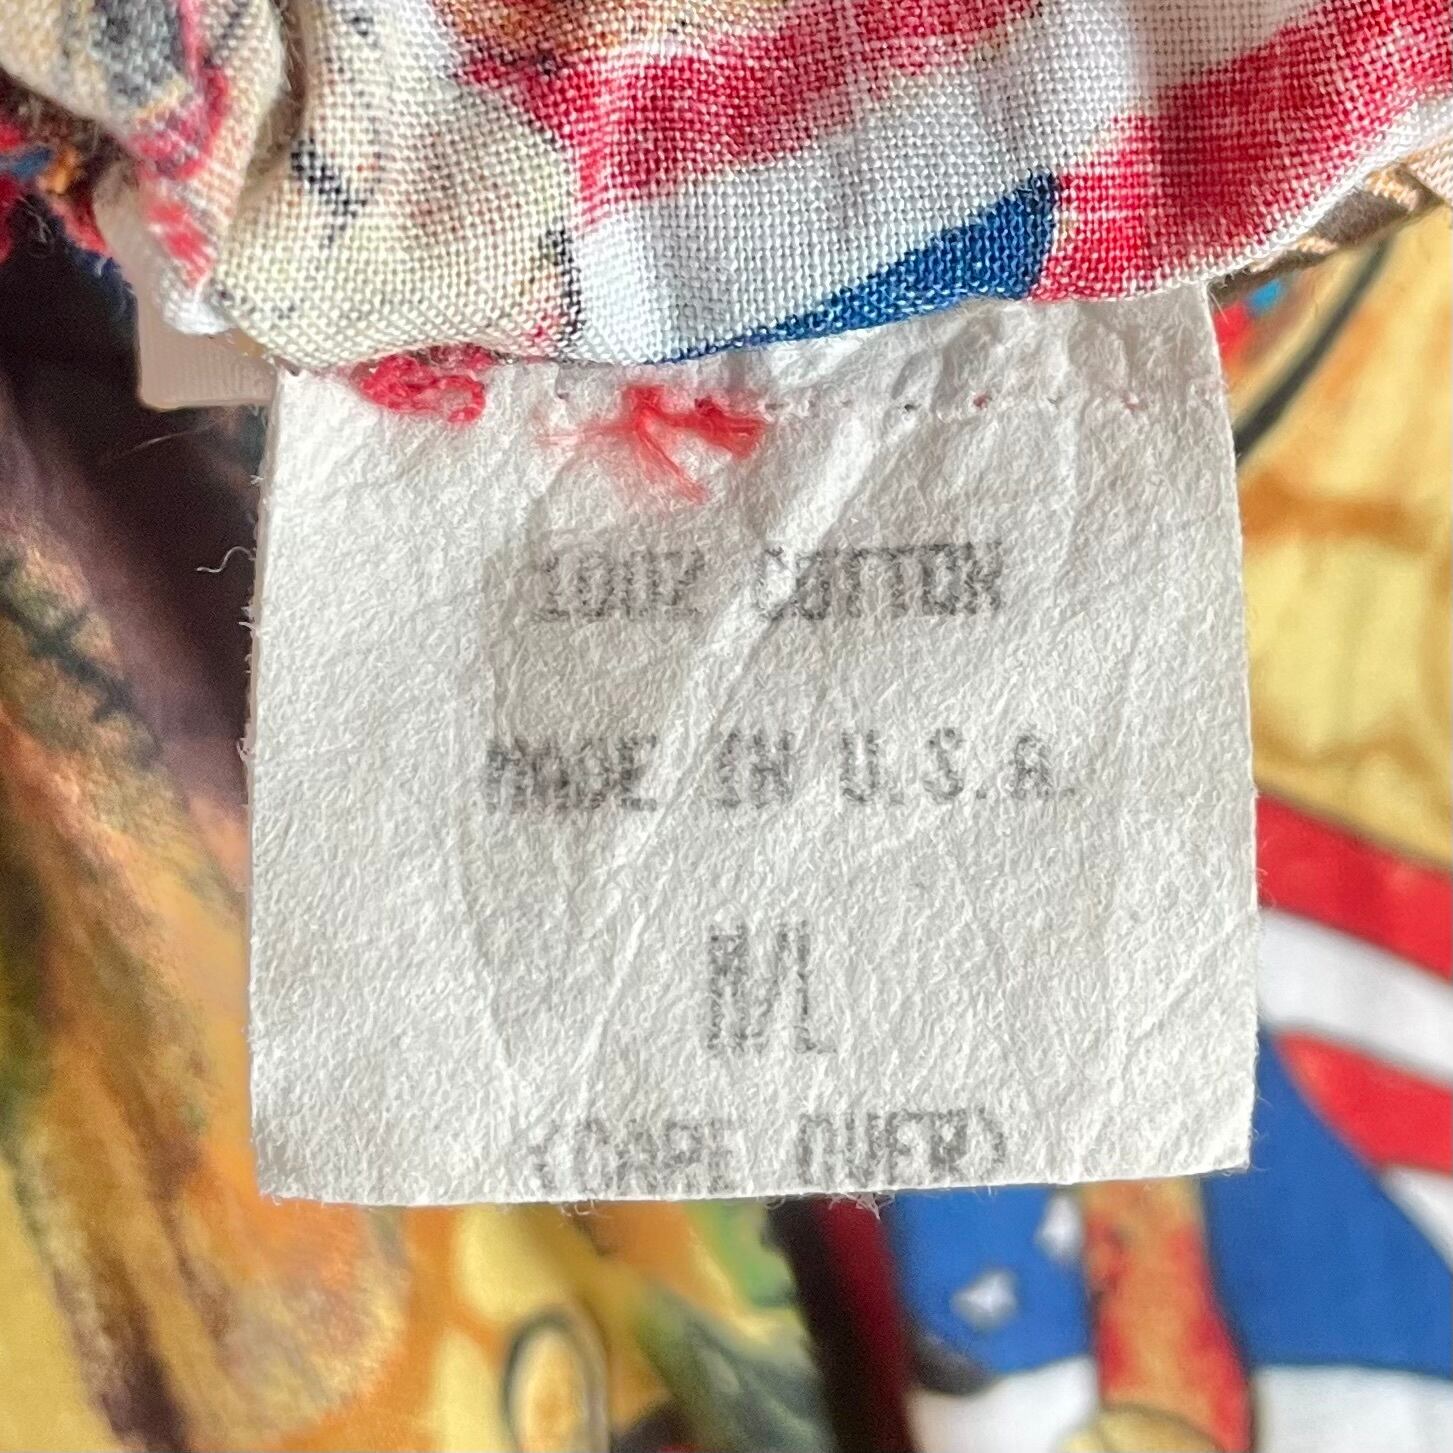 100% COTTON
MADE IN U.S.A.
M/L
(CARE OVER)